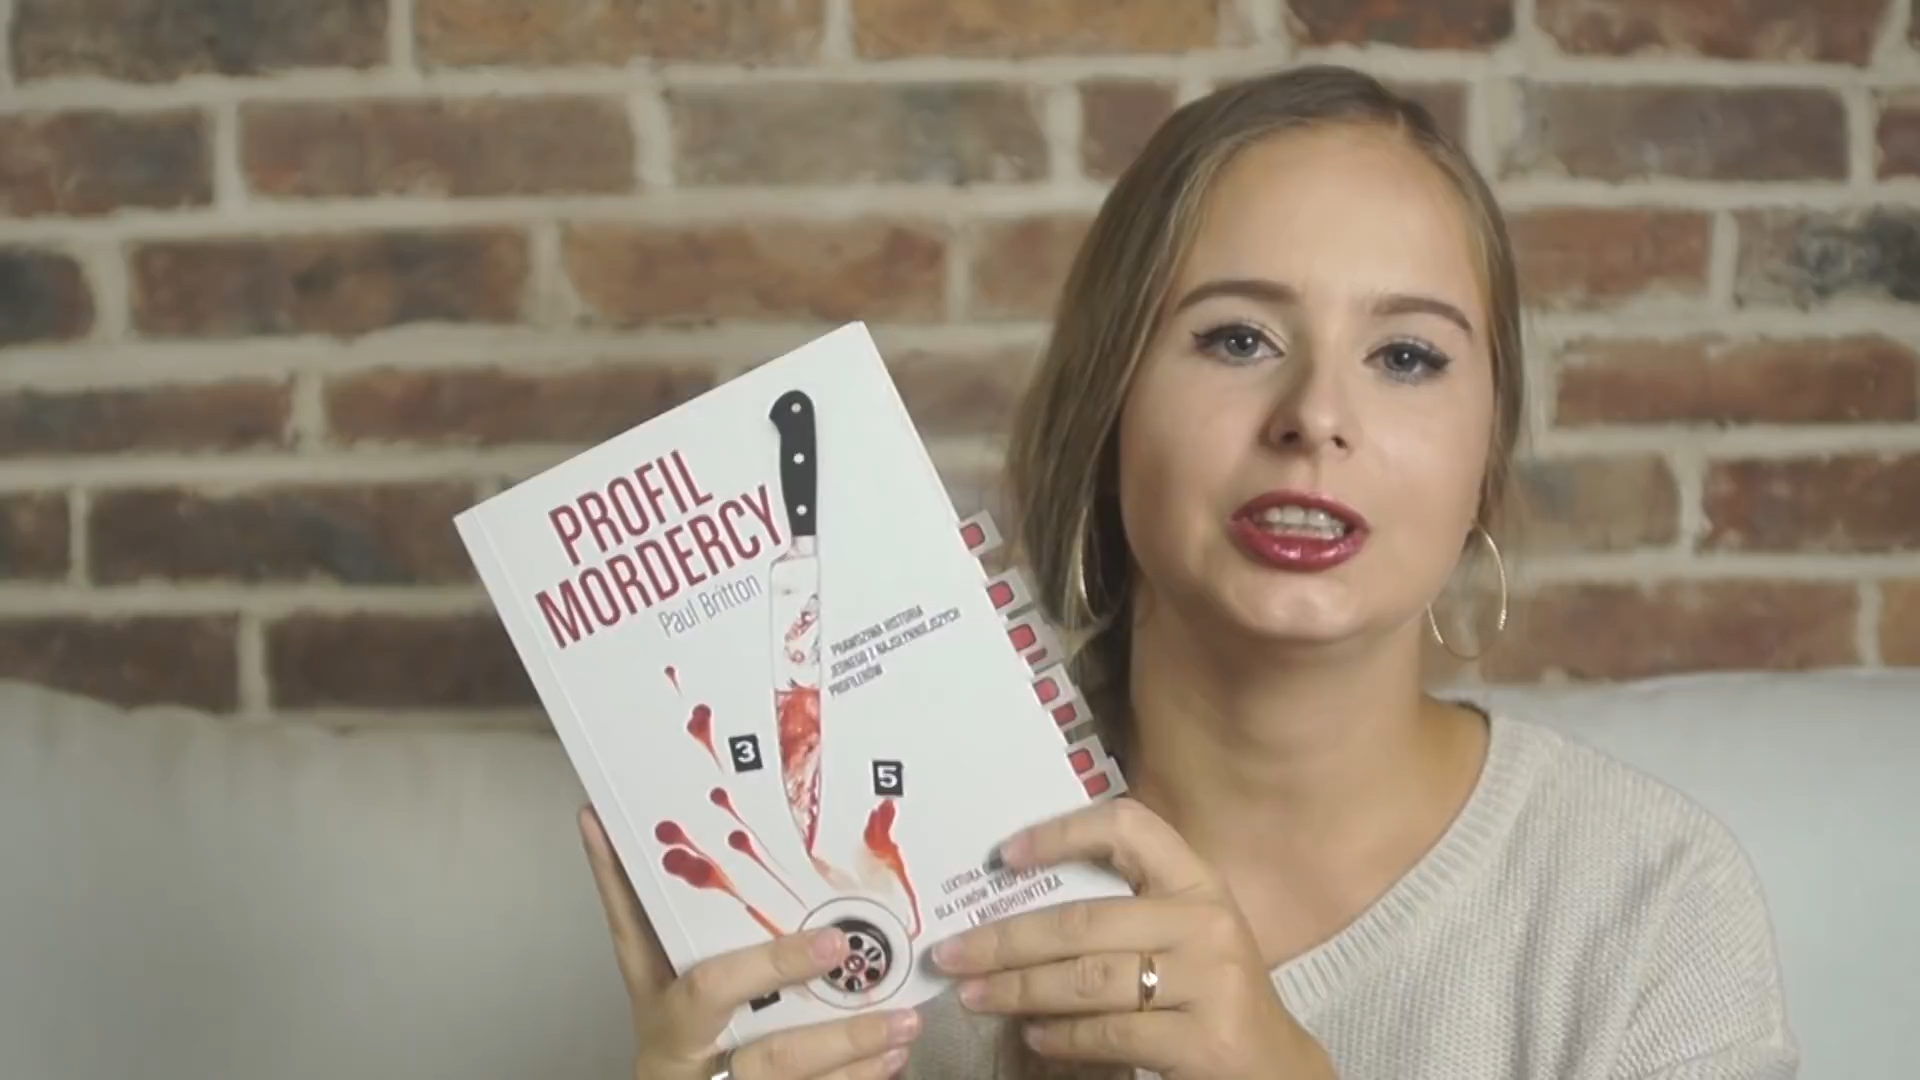 PROFIL
MORDERCY
Paul Britton
PRAWDZIWA HISTORIA
JEDNEGO Z NAJSŁYNNIEJSZYCH
PROFILERÓW
3
5
LEKTURA
DLA FANÓW
I MINDHUNTERA